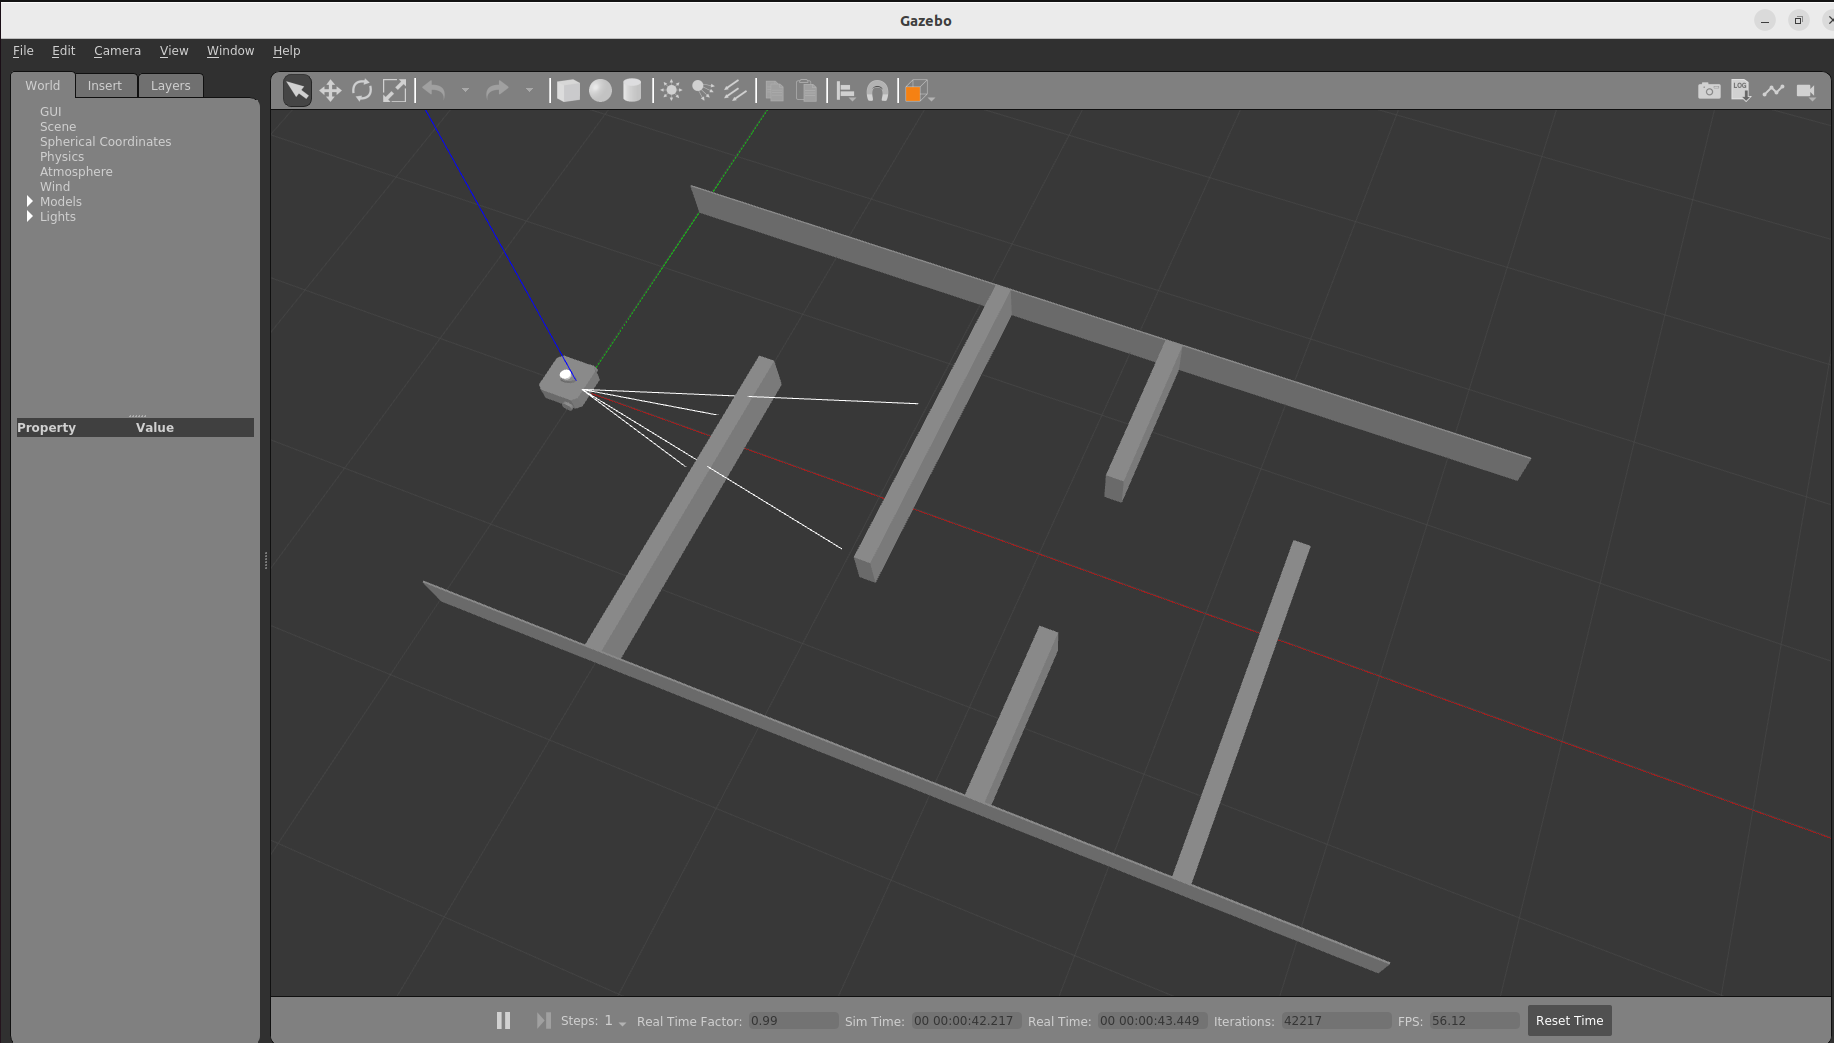 Gazebo
File Edit Camera View Window Help
World Insert Layers
LOG
GUI
Scene
Spherical Coordinates
Physics
Atmosphere
Wind
Models
Lights
Property Value
Steps: 1 Real Time Factor: 0.99 Sim Time: 00 00:00:42.217 Real Time: 00 00:00:43.449 Iterations: 42217 FPS: 56.12 Reset Time